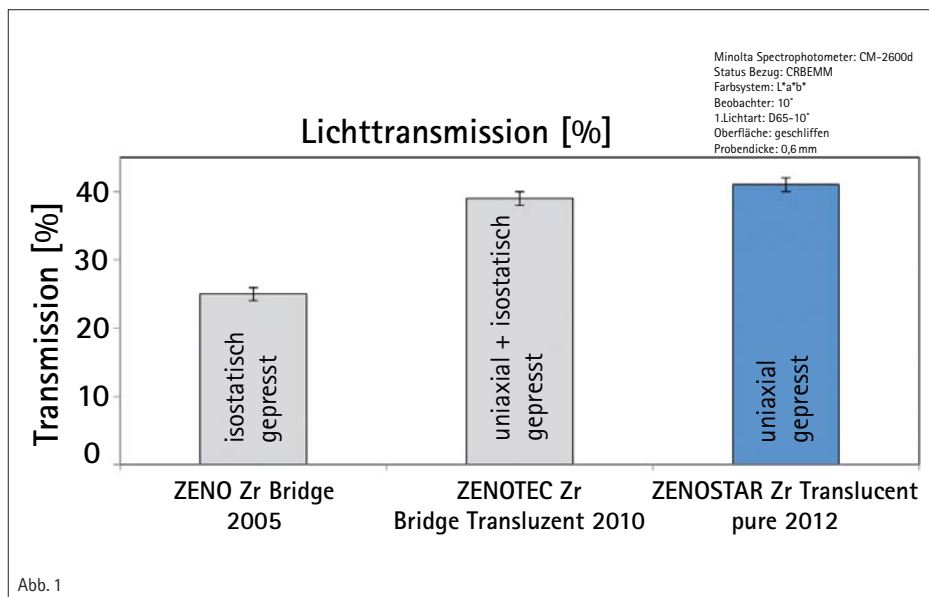 Minolta Spectrophotometer: CM-2600d
Status Bezug: CRBEMM
Farbsystem: L*a*b*
Beobachter: 10°
1.Lichtart: D65-10°
Oberfläche: geschliffen
Probendicke: 0,6 mm
Lichttransmission [%]
Transmission [%]
40
30
20
10
0
isostatisch
gepresst
uniaxial + isostatisch
gepresst
uniaxial
gepresst
ZENO Zr Bridge
2005
ZENOTEC Zr
Bridge Transluzent 2010
ZENOSTAR Zr Translucent
pure 2012
Abb. 1